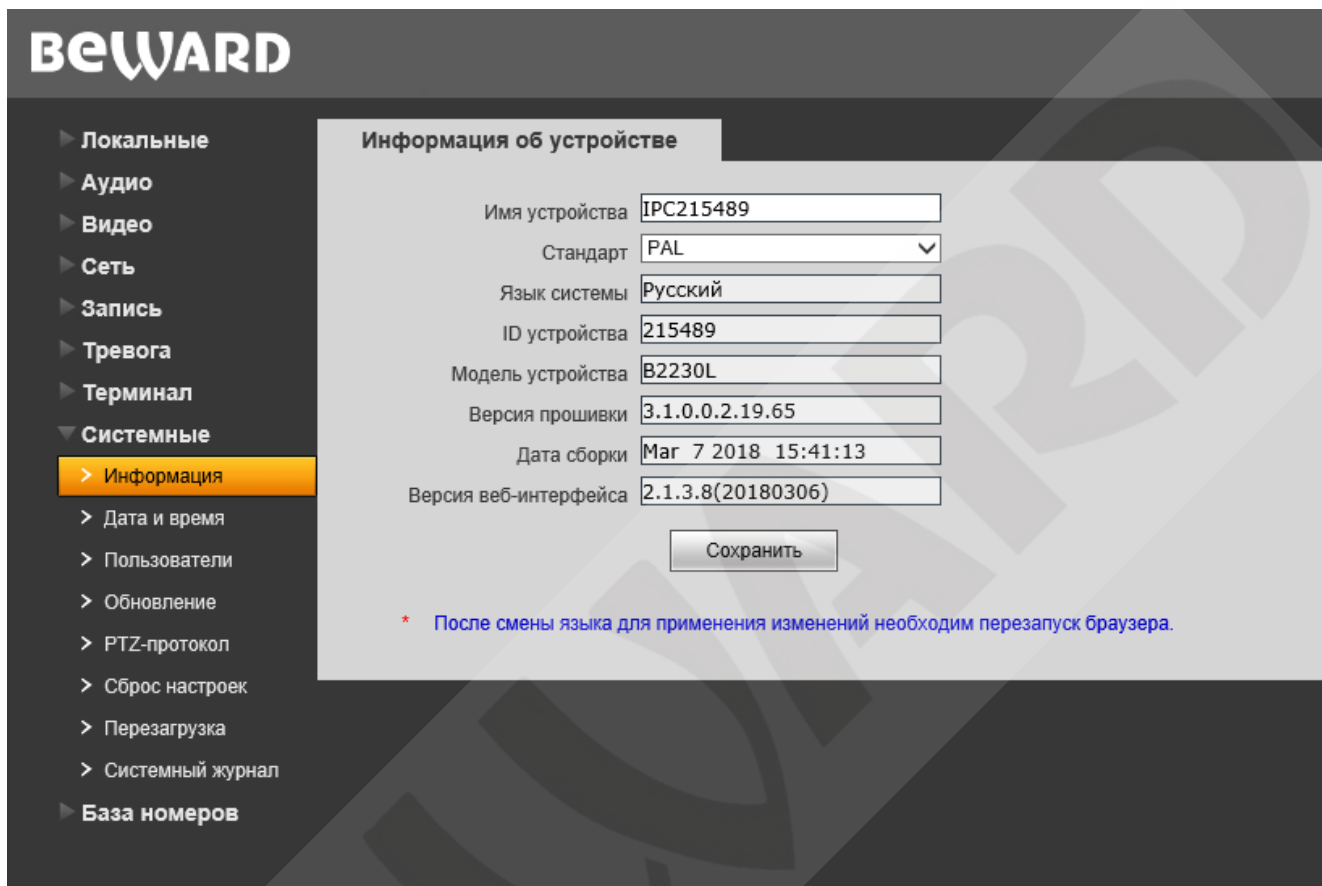 BEWARD
Локальные
Аудио
Видео
Сеть
Запись
Тревога
Терминал
Системные
Информация
Дата и время
Пользователи
Обновление
PTZ-протокол
Сброс настроек
Перезагрузка
Системный журнал
База номеров
Информация об устройстве
Имя устройства IPC215489
Стандарт PAL
Язык системы Русский
ID устройства 215489
Модель устройства B2230L
Версия прошивки 3.1.0.0.2.19.65
Дата сборки Mar 7 2018 15:41:13
Версия веб-интерфейса 2.1.3.8(20180306)
Сохранить
* После смены языка для применения изменений необходим перезапуск браузера.